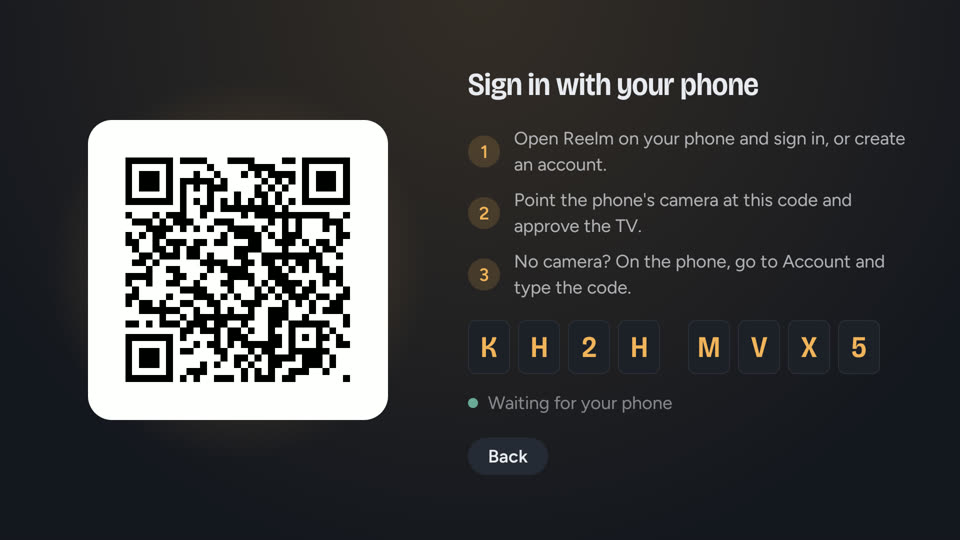 Sign in with your phone
1 Open Reelm on your phone and sign in, or create
an account.
2 Point the phone's camera at this code and
approve the TV.
3 No camera? On the phone, go to Account and
type the code.
K H 2 H M V X 5
Waiting for your phone
Back